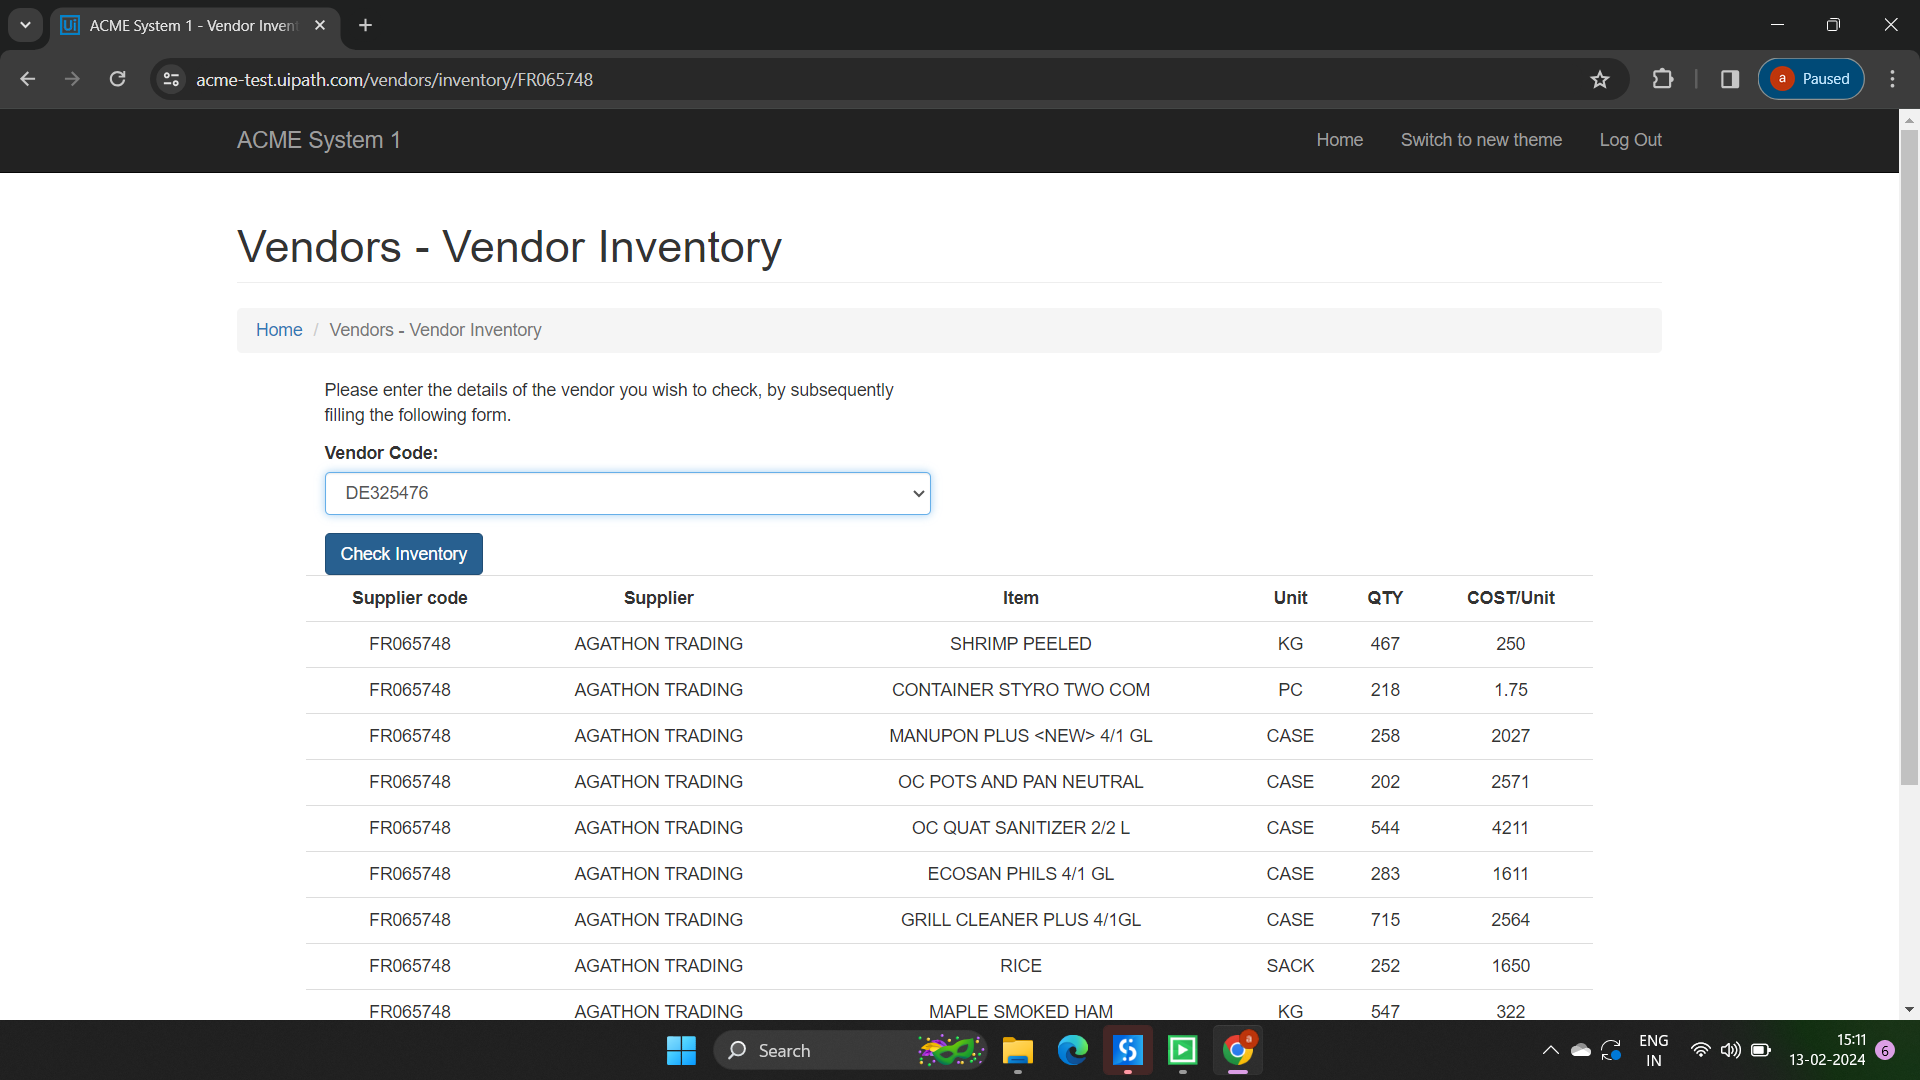 ACME System 1 - Vendor Inven
acme-test.uipath.com/vendors/inventory/FR065748
a Paused
ACME System 1 Home Switch to new theme Log Out
Vendors - Vendor Inventory
Home / Vendors - Vendor Inventory
Please enter the details of the vendor you wish to check, by subsequently
filling the following form.
Vendor Code:
DE325476
Check Inventory
Supplier code Supplier Item Unit QTY COST/Unit
FR065748 AGATHON TRADING SHRIMP PEELED KG 467 250
FR065748 AGATHON TRADING CONTAINER STYRO TWO COM PC 218 1.75
FR065748 AGATHON TRADING MANUPON PLUS <NEW> 4/1 GL CASE 258 2027
FR065748 AGATHON TRADING OC POTS AND PAN NEUTRAL CASE 202 2571
FR065748 AGATHON TRADING OC QUAT SANITIZER 2/2 L CASE 544 4211
FR065748 AGATHON TRADING ECOSAN PHILS 4/1 GL CASE 283 1611
FR065748 AGATHON TRADING GRILL CLEANER PLUS 4/1GL CASE 715 2564
FR065748 AGATHON TRADING RICE SACK 252 1650
FR065748 AGATHON TRADING MAPLE SMOKED HAM KG 547 322
Search
a
ENG
IN
15:11
13-02-2024
6